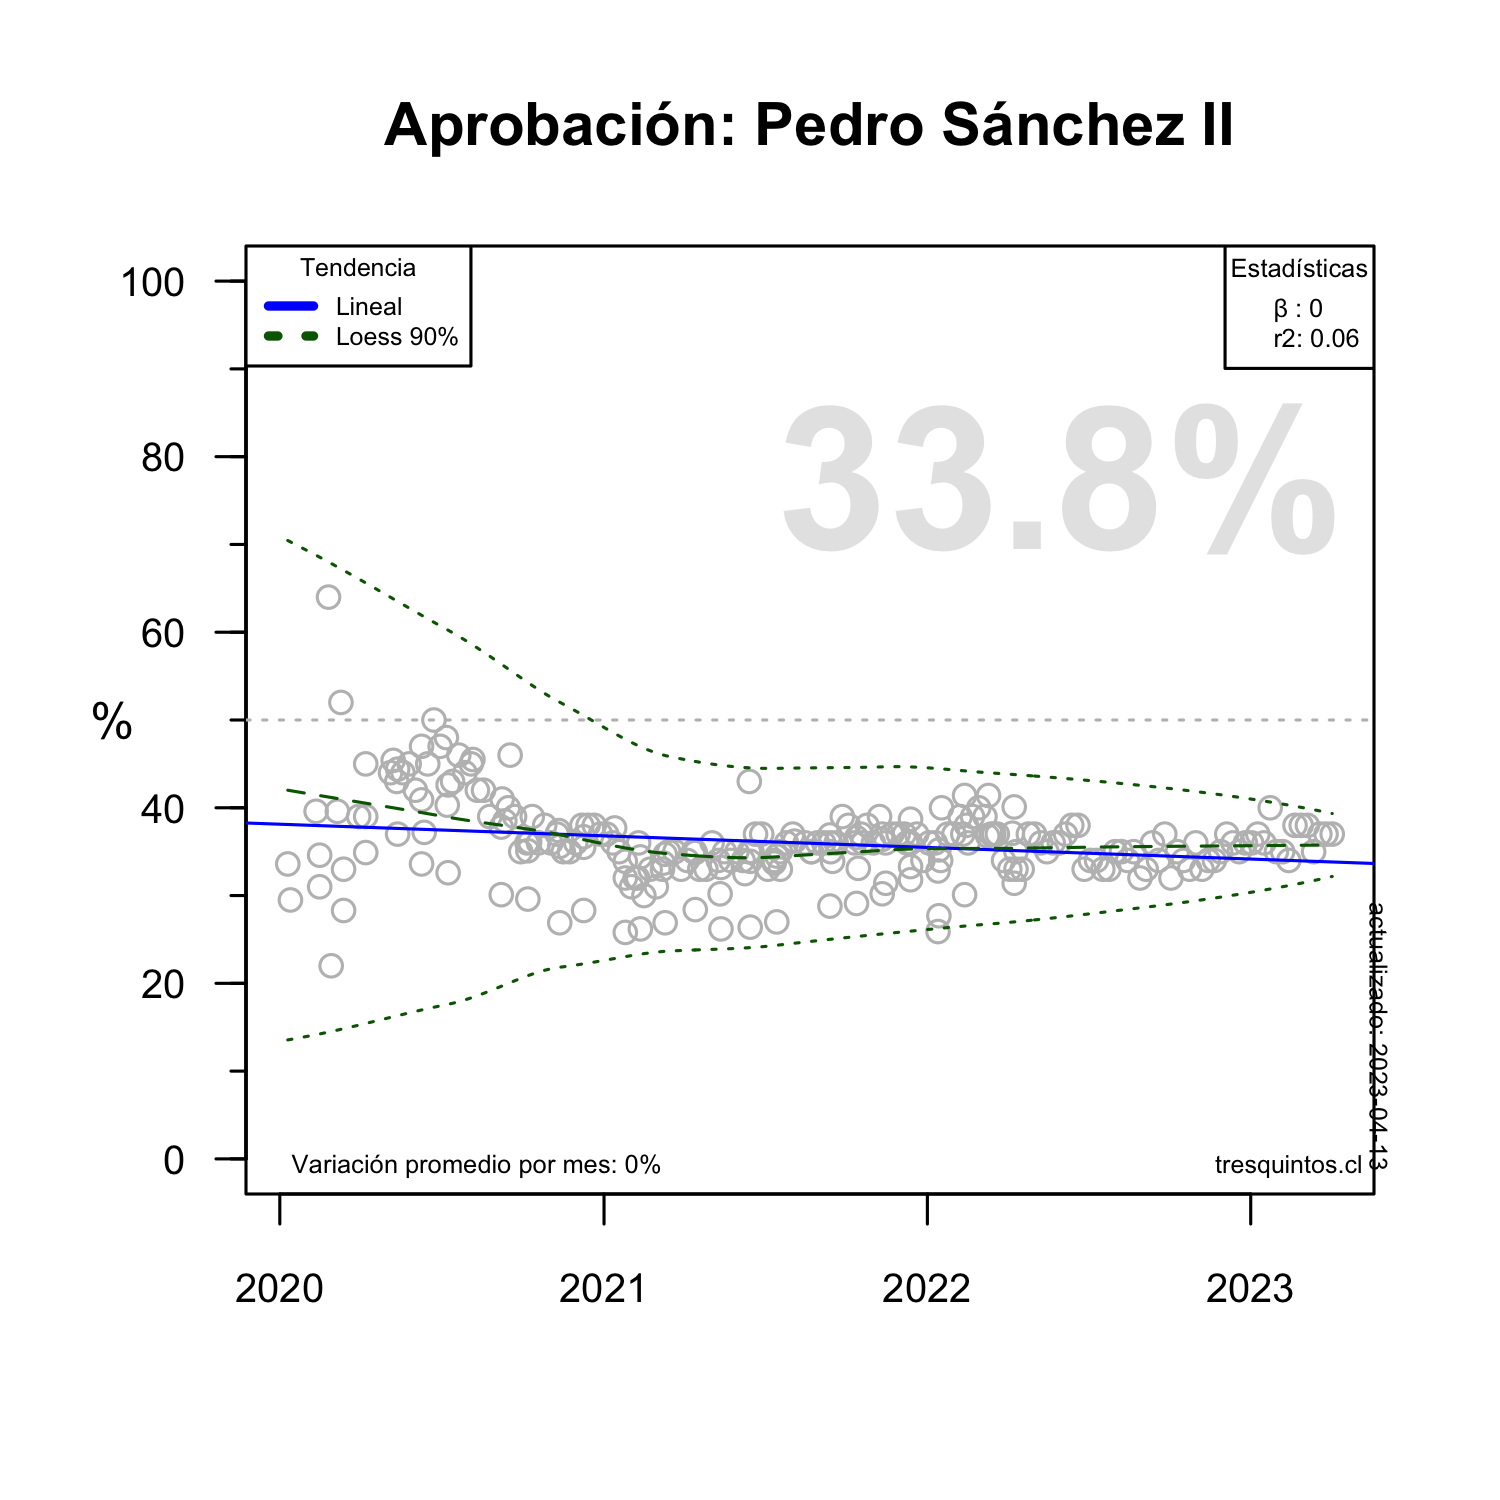 Aprobación: Pedro Sánchez II
Tendencia
Lineal
Loess 90%
Estadísticas
β : 0
r2: 0.06
33.8%
100
80
60
40
20
0
%
actualizado: 2023-04-13
Variación promedio por mes: 0%
tresquintos.cl
2020
2021
2022
2023